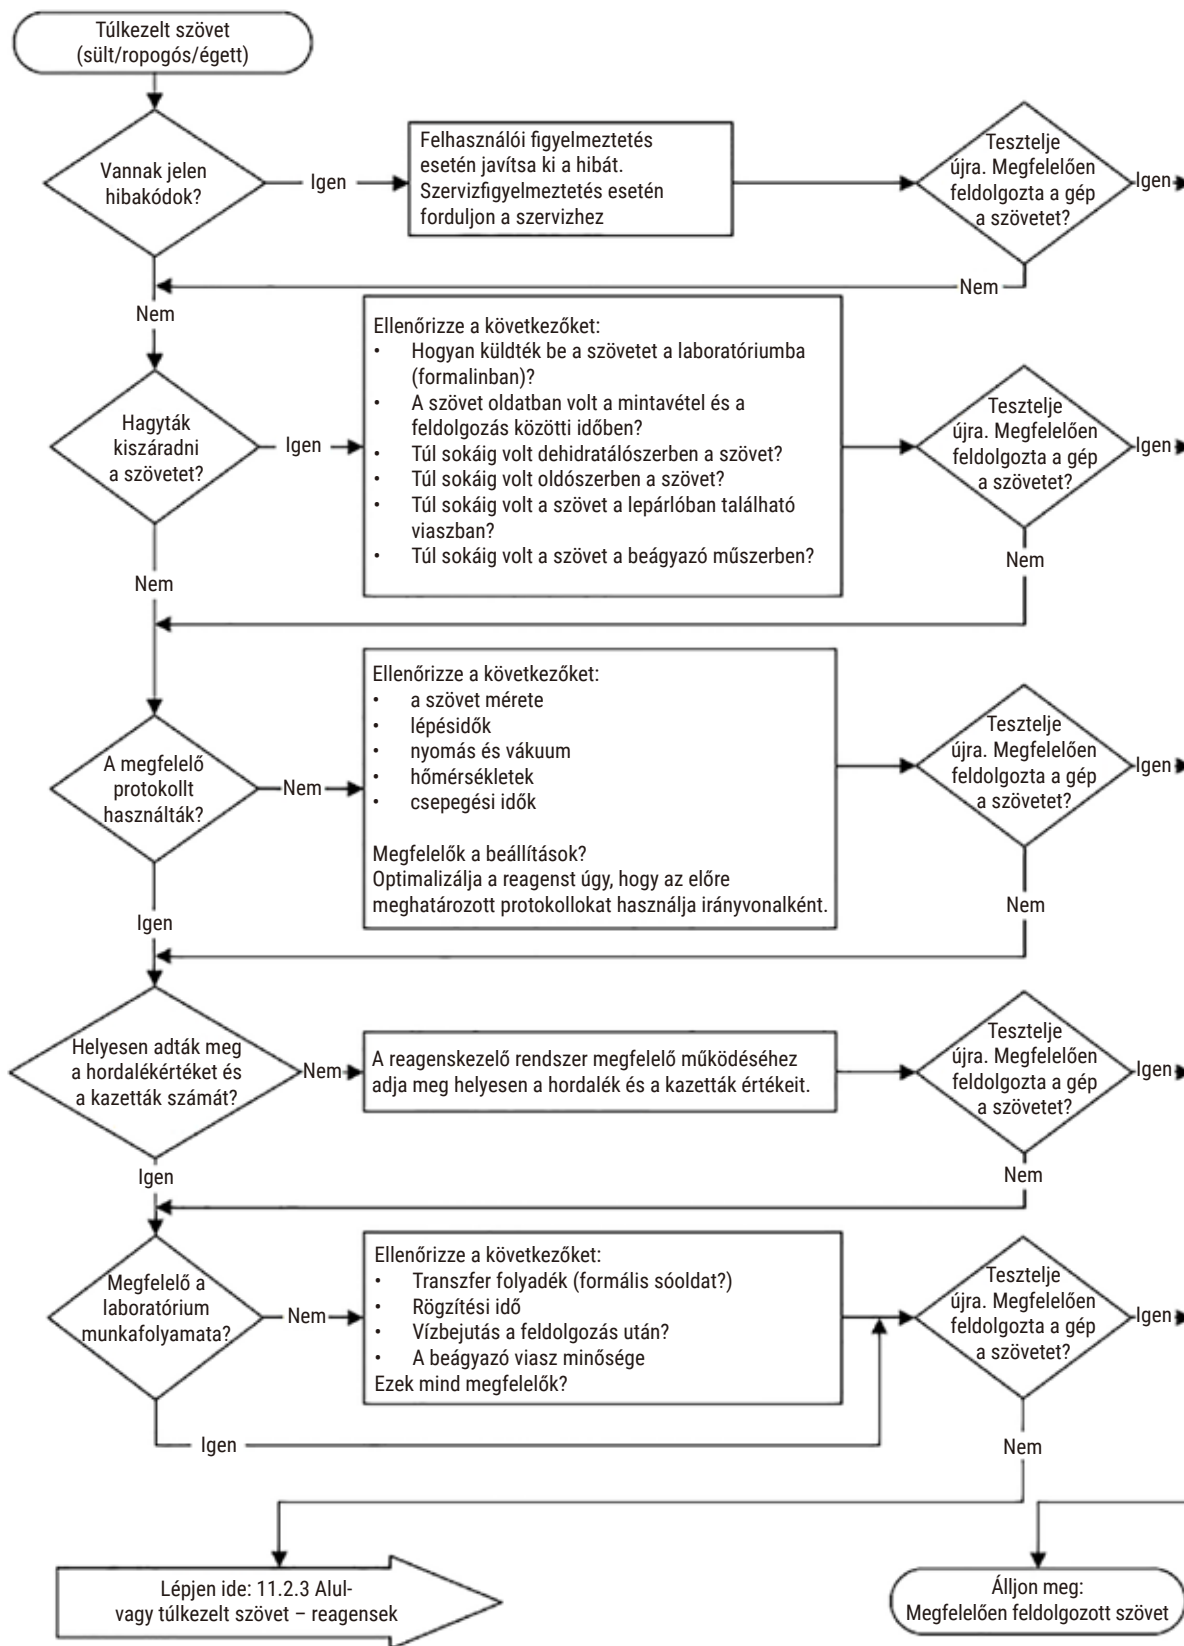 Túlkezelt szövet
(sült/ropogós/égett)
Vannak jelen
hibakódok?
Igen
Felhasználói figyelmeztetés
esetén javítsa ki a hibát.
Szervizfigyelmeztetés esetén
forduljon a szervizhez
Tesztelje
újra. Megfelelően
feldolgozta a gép
a szövetet?
Igen
Nem
Nem
Hagyták
kiszáradni
a szövetet?
Igen
Ellenőrizze a következőket:
• Hogyan küldték be a szövetet a laboratóriumba
(formalinban)?
• A szövet oldatban volt a mintavétel és a
feldolgozás közötti időben?
• Túl sokáig volt dehidratálószerben a szövet?
• Túl sokáig volt oldószerben a szövet?
• Túl sokáig volt a szövet a lepárlóban található
viaszban?
• Túl sokáig volt a szövet a beágyazó műszerben?
Tesztelje
újra. Megfelelően
feldolgozta a gép
a szövetet?
Igen
Nem
Nem
A megfelelő
protokollt
használták?
Nem
Ellenőrizze a következőket:
• a szövet mérete
• lépésidők
• nyomás és vákuum
• hőmérsékletek
• csepegési idők
Megfelelők a beállítások?
Optimalizálja a reagenst úgy, hogy az előre
meghatározott protokollokat használja irányvonalként.
Tesztelje
újra. Megfelelően
feldolgozta a gép
a szövetet?
Igen
Nem
Igen
Helyesen adták meg
a hordalékértéket és
a kazetták számát?
Nem
A reagenskezelő rendszer megfelelő működéséhez
adja meg helyesen a hordalék és a kazetták értékeit.
Tesztelje
újra. Megfelelően
feldolgozta a gép
a szövetet?
Igen
Nem
Igen
Megfelelő a
laboratórium
munkafolyamata?
Nem
Ellenőrizze a következőket:
• Transzfer folyadék (formális sóoldat?)
• Rögzítési idő
• Vízbejutás a feldolgozás után?
• A beágyazó viasz minősége
Ezek mind megfelelők?
Tesztelje
újra. Megfelelően
feldolgozta a gép
a szövetet?
Igen
Igen
Nem
Lépjen ide: 11.2.3 Alul-
vagy túlkezelt szövet – reagensek
Álljon meg:
Megfelelően feldolgozott szövet